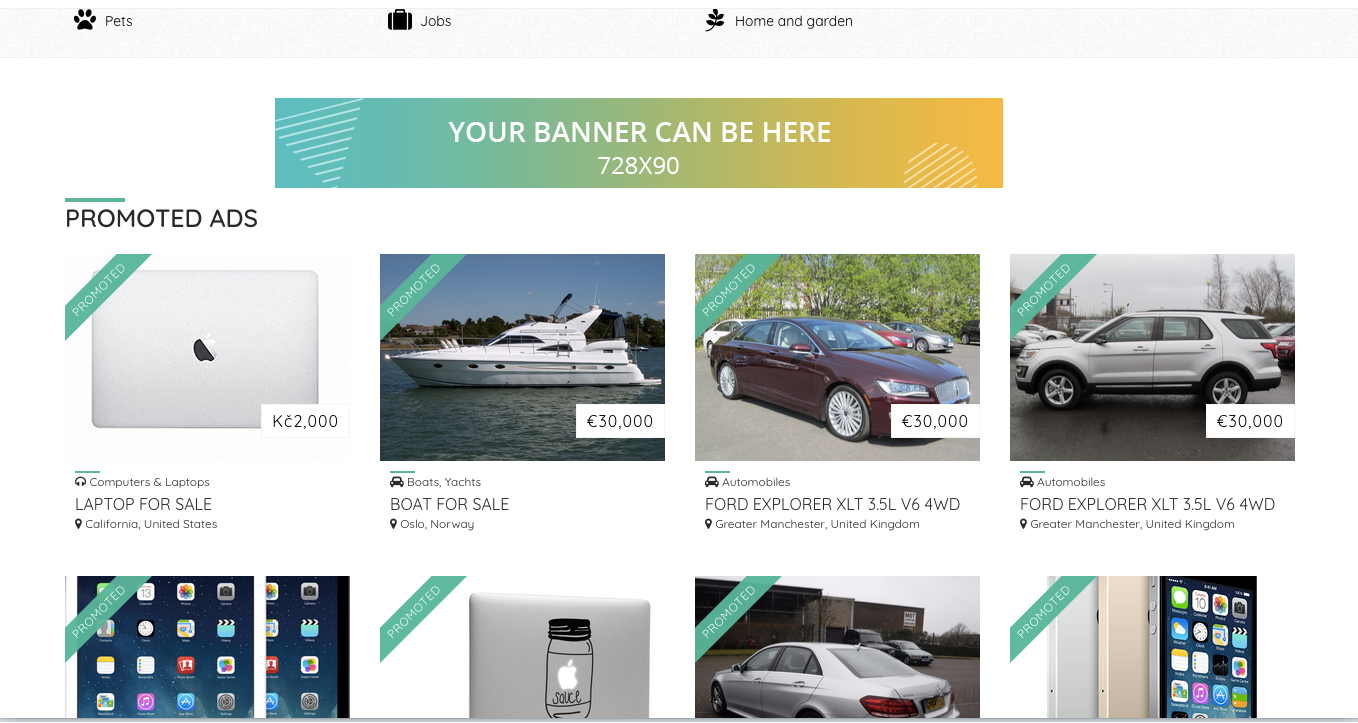 Pets
Jobs
Home and garden
YOUR BANNER CAN BE HERE
728X90
PROMOTED ADS
PROMOTED
PROMOTED
PROMOTED
PROMOTED
Kč2,000
€30,000
€30,000
€30,000
Computers & Laptops
Boats, Yachts
Automobiles
Automobiles
LAPTOP FOR SALE
BOAT FOR SALE
FORD EXPLORER XLT 3.5L V6 4WD
FORD EXPLORER XLT 3.5L V6 4WD
California, United States
Oslo, Norway
Greater Manchester, United Kingdom
Greater Manchester, United Kingdom
PROMOTED
PROMOTED
PROMOTED
PROMOTED
sauce